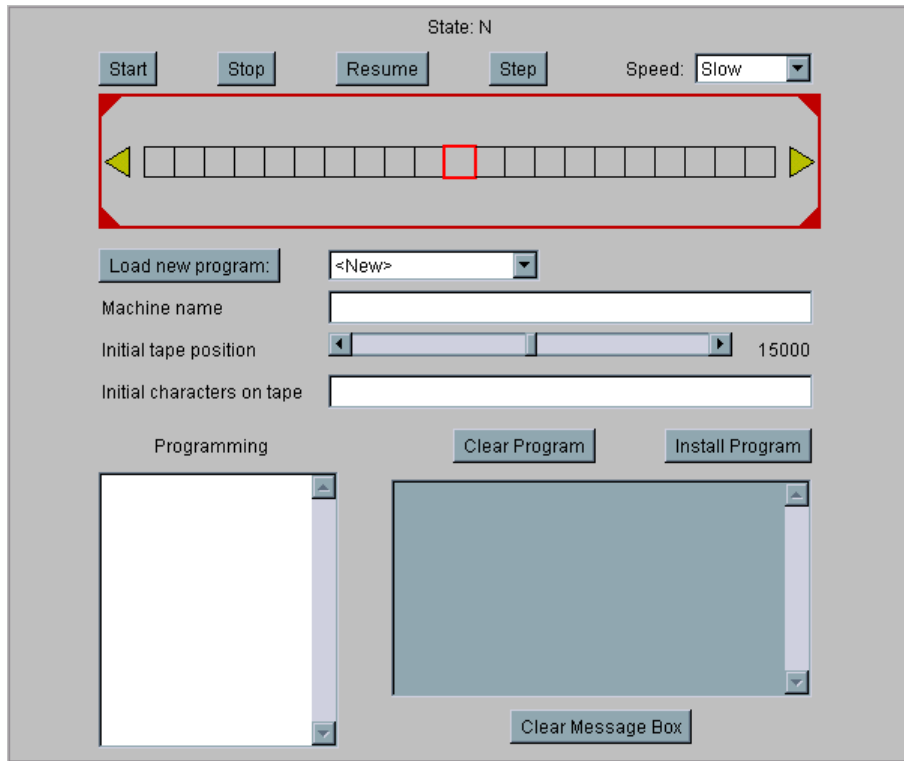 State: N
Start Stop Resume Step Speed: Slow
Load new program: <New>
Machine name
Initial tape position 15000
Initial characters on tape
Programming Clear Program Install Program
Clear Message Box